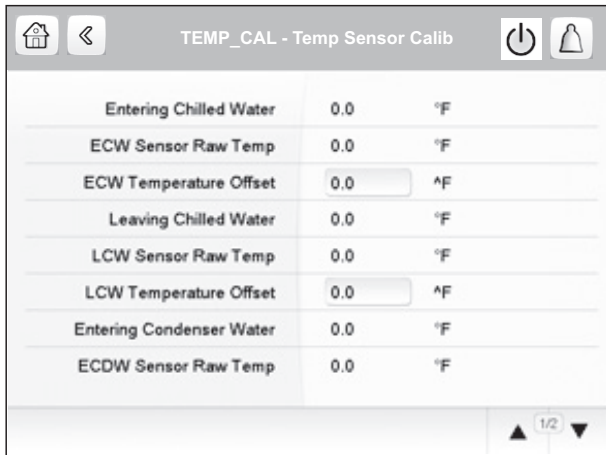 TEMP_CAL - Temp Sensor Calib
Entering Chilled Water 0.0 °F
ECW Sensor Raw Temp 0.0 °F
ECW Temperature Offset 0.0 ^F
Leaving Chilled Water 0.0 °F
LCW Sensor Raw Temp 0.0 °F
LCW Temperature Offset 0.0 ^F
Entering Condenser Water 0.0 °F
ECDW Sensor Raw Temp 0.0 °F
1/2